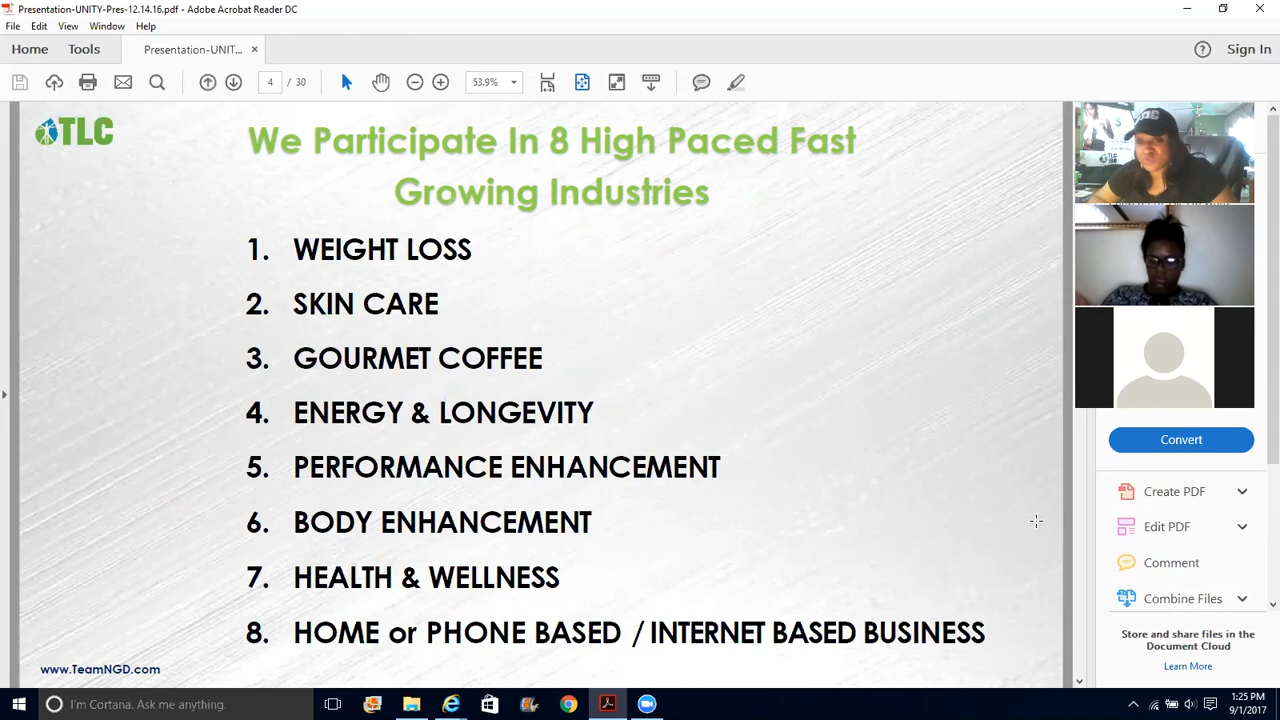 Presentation-UNITY-Pres-12.14.16.pdf - Adobe Acrobat Reader DC
File Edit View Window Help
Home Tools Presentation-UNIT... × Sign In
4 / 30 53.9%
TLC
We Participate In 8 High Paced Fast
Growing Industries
1. WEIGHT LOSS
2. SKIN CARE
3. GOURMET COFFEE
4. ENERGY & LONGEVITY
5. PERFORMANCE ENHANCEMENT
6. BODY ENHANCEMENT
7. HEALTH & WELLNESS
8. HOME or PHONE BASED / INTERNET BASED BUSINESS
www.TeamNGD.com
Convert
Create PDF
Edit PDF
Comment
Combine Files
Store and share files in the
Document Cloud
Learn More
I'm Cortana. Ask me anything.
1:25 PM
9/1/2017